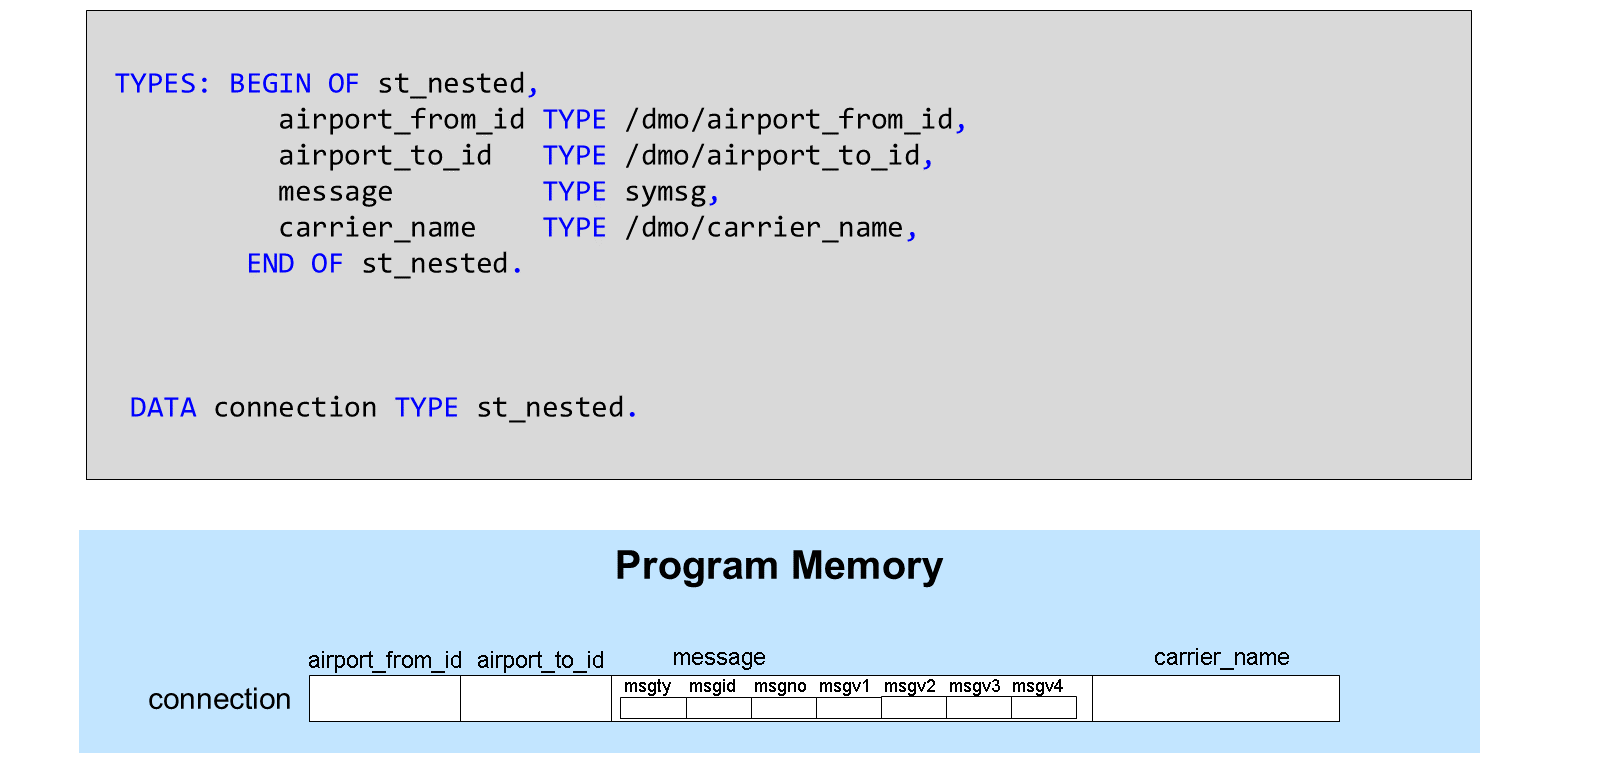 TYPES: BEGIN OF st_nested,
airport_from_id TYPE /dmo/airport_from_id,
airport_to_id TYPE /dmo/airport_to_id,
message TYPE symsg,
carrier_name TYPE /dmo/carrier_name,
END OF st_nested.
DATA connection TYPE st_nested.
Program Memory
airport_from_id airport_to_id message carrier_name
connection msgty msgid msgno msgv1 msgv2 msgv3 msgv4